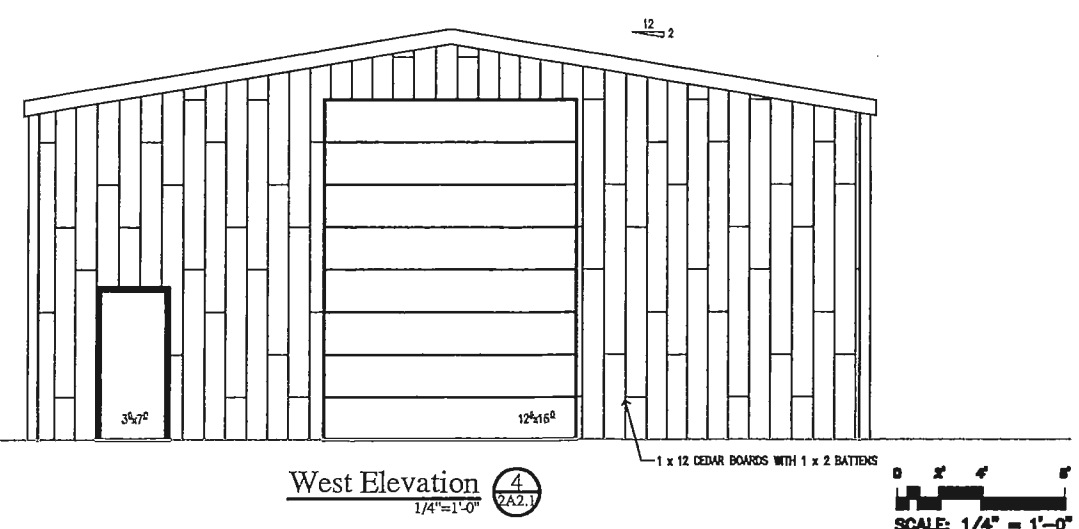 12
2
3⁰x7⁰
12⁰x16⁰
1 x 12 CEDAR BOARDS WITH 1 x 2 BATTENS
West Elevation
1/4"=1'-0"
4
2A2.1
0 2' 4' 8'
SCALE: 1/4" = 1'-0"